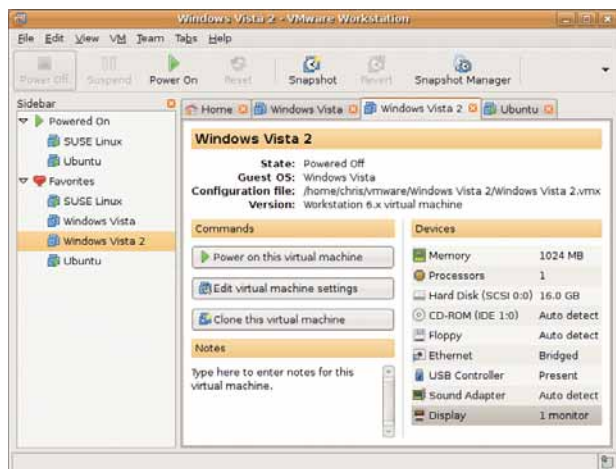 Windows Vista 2 - VMware Workstation
File Edit View VM Team Tabs Help
Power Off Suspend Power On Reset Snapshot Revert Snapshot Manager
Sidebar
Powered On
SUSE Linux
Ubuntu
Favorites
SUSE Linux
Windows Vista
Windows Vista 2
Ubuntu
Home Windows Vista Windows Vista 2 Ubuntu
Windows Vista 2
State: Powered Off
Guest OS: Windows Vista
Configuration file: /home/chris/vmware/Windows Vista 2/Windows Vista 2.vmx
Version: Workstation 6.x virtual machine
Commands
Power on this virtual machine
Edit virtual machine settings
Clone this virtual machine
Notes
Type here to enter notes for this
virtual machine.
Devices
Memory 1024 MB
Processors 1
Hard Disk (SCSI 0:0) 16.0 GB
CD-ROM (IDE 1:0) Auto detect
Floppy Auto detect
Ethernet Bridged
USB Controller Present
Sound Adapter Auto detect
Display 1 monitor